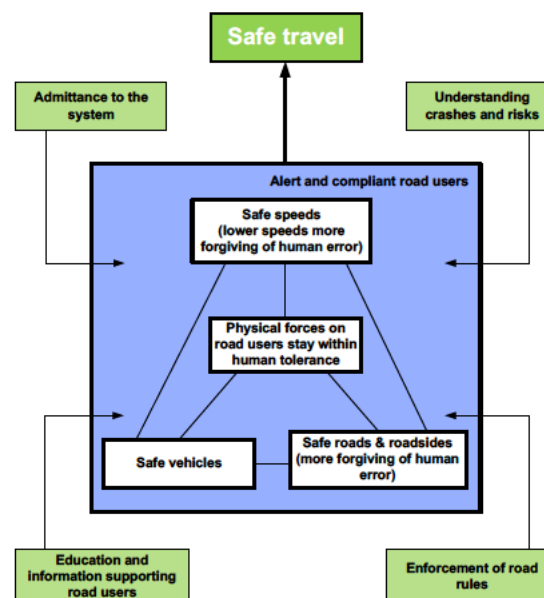 Safe travel
Admittance to the
system
Understanding
crashes and risks
Alert and compliant road users
Safe speeds
(lower speeds more
forgiving of human error)
Physical forces on
road users stay within
human tolerance
Safe vehicles
Safe roads & roadsides
(more forgiving of human
error)
Education and
information supporting
road users
Enforcement of road
rules